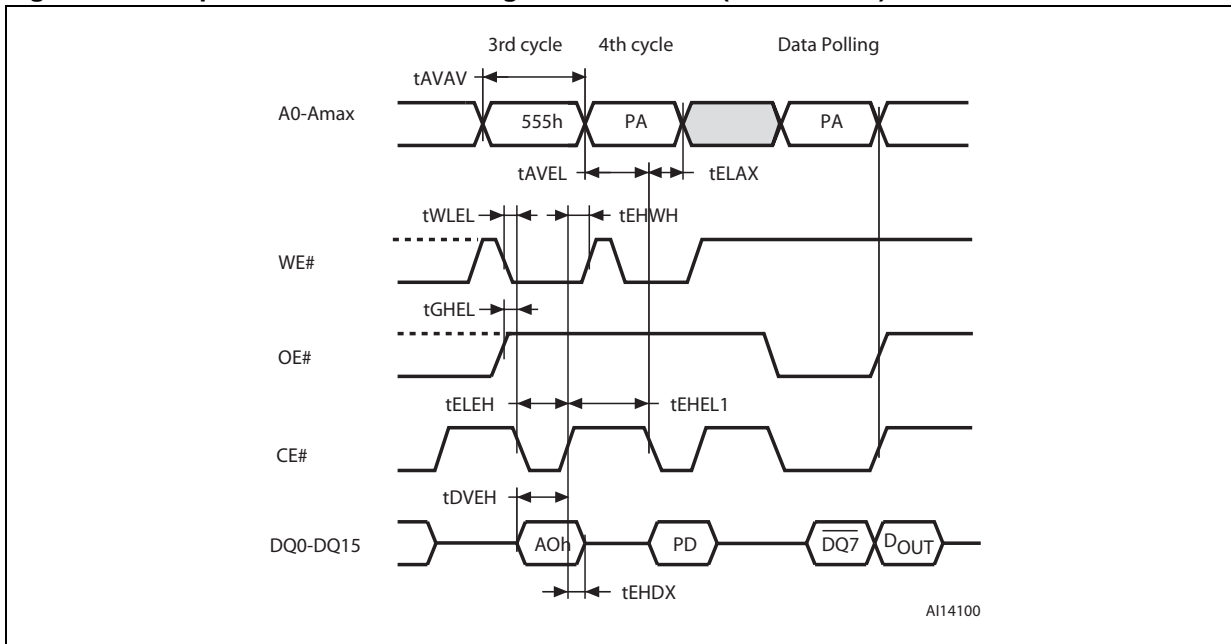 3rd cycle 4th cycle Data Polling
tAVAV
A0-Amax 555h PA PA
tAVEL tELAX
tWLEL tEHWH
WE#
tGHEL
OE#
tELEH tEHEL1
CE#
tDVEH
DQ0-DQ15 AOh PD DQ7 DOUT
tEHDX
AI14100